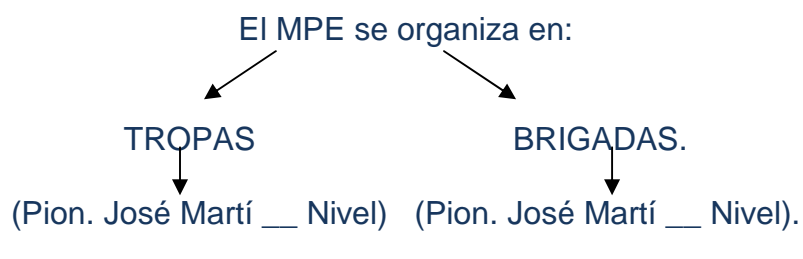 El MPE se organiza en:
TROPAS BRIGADAS.
(Pion. José Martí __ Nivel) (Pion. José Martí __ Nivel).